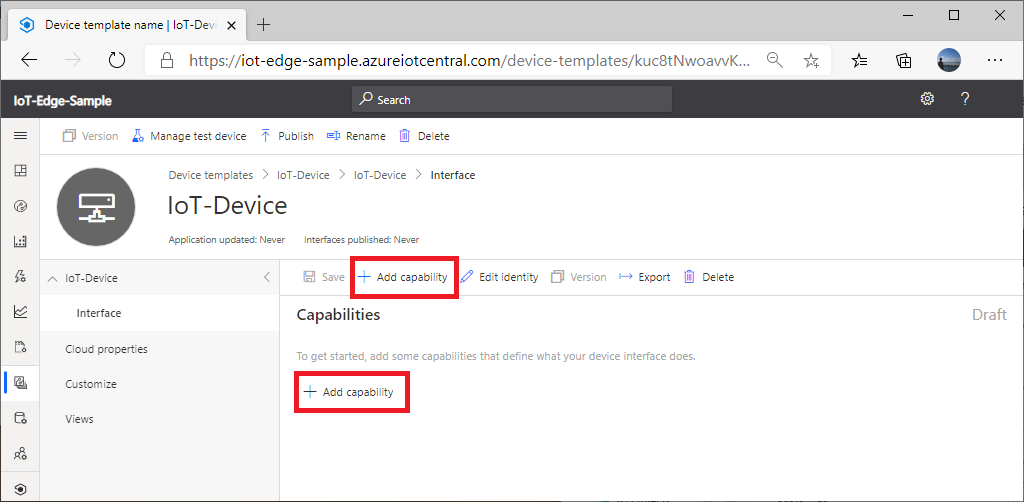 Device template name | IoT-Devi
https://iot-edge-sample.azureiotcentral.com/device-templates/kuc8tNwoavvK...
IoT-Edge-Sample
Search
?
Version
Manage test device
Publish
Rename
Delete
Device templates > IoT-Device > IoT-Device > Interface
IoT-Device
Application updated: Never
Interfaces published: Never
IoT-Device
Save
+ Add capability
Edit identity
Version
Export
Delete
Interface
Capabilities
Draft
Cloud properties
To get started, add some capabilities that define what your device interface does.
Customize
+ Add capability
Views